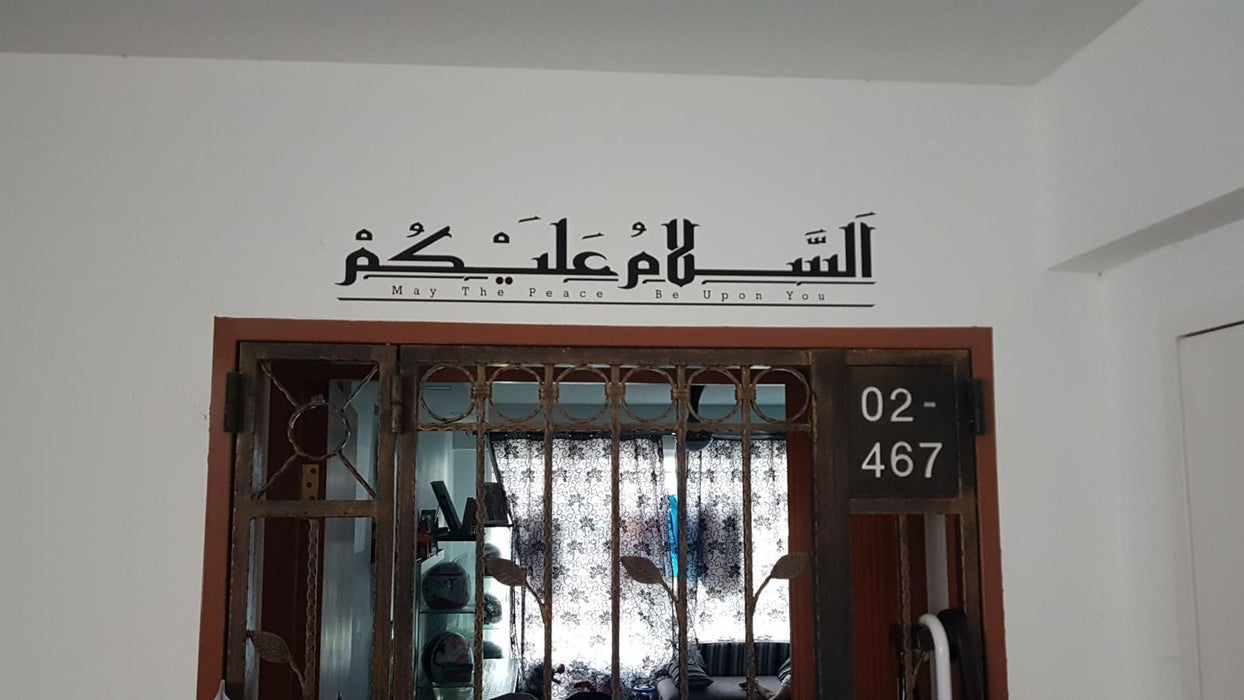 اَلسَّلَامُ عَلَيْكُمْ
May The Peace Be Upon You
02-
467